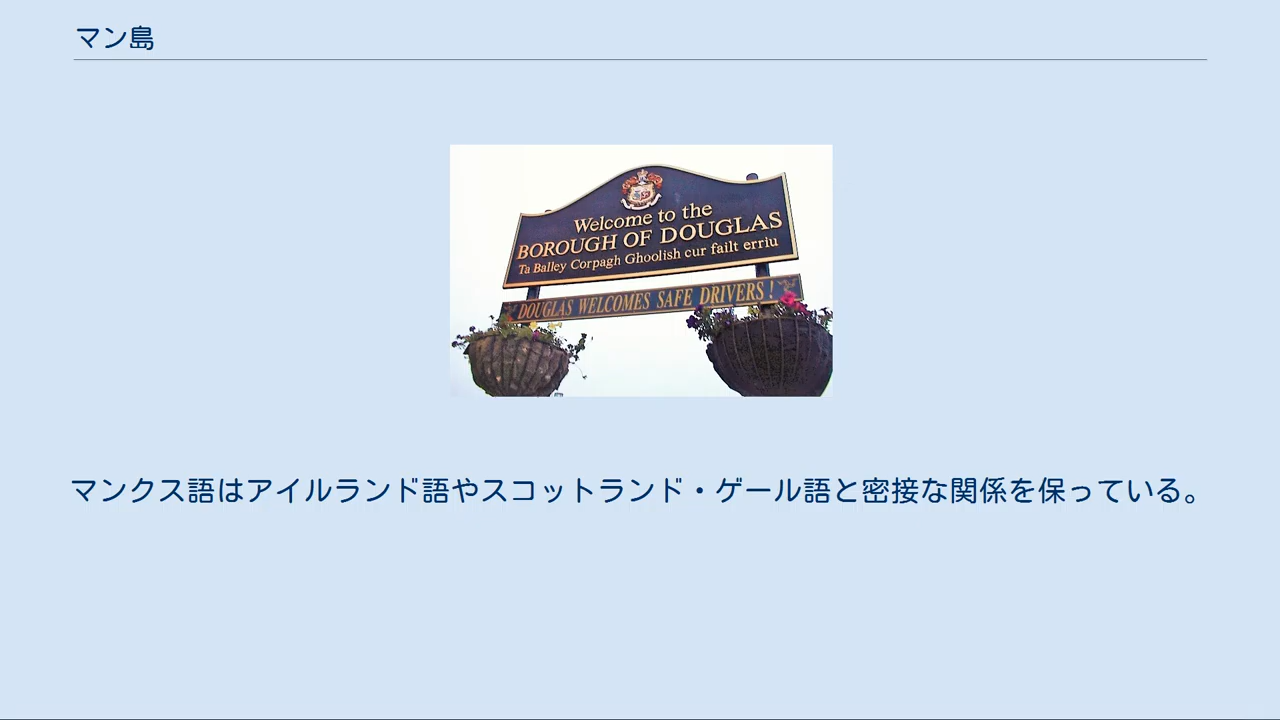 マン島
Welcome to the
BOROUGH OF DOUGLAS
Ta Balley Corpagh Ghoolish cur failt erriu
DOUGLAS WELCOMES SAFE DRIVERS!
マンクス語はアイルランド語やスコットランド・ゲール語と密接な関係を保っている。